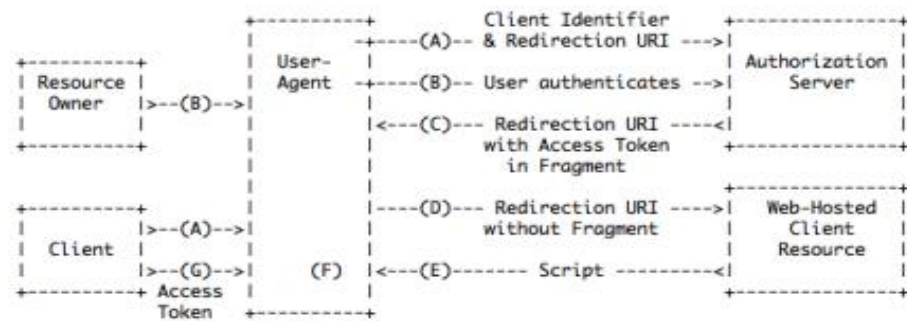 +----------+          Client Identifier      +---------------+
                             |         -+----(A)-- & Redirection URI --->|               |
+----------+                 |  User-   |                                | Authorization |
| Resource |                 |  Agent  -+----(B)-- User authenticates -->|     Server    |
|  Owner   |>--(B)-->|          |                                |               |
|          |                 |          |<---(C)--- Redirection URI ----<|               |
+----------+                 |          |          with Access Token     +---------------+
                             |          |            in Fragment
                             |          |                                +---------------+
+----------+                 |          |----(D)--- Redirection URI ---->|   Web-Hosted  |
|          |>--(A)-->|          |          without Fragment      |     Client    |
|  Client  |                 |          |                                |    Resource   |
|          |>--(G)-->|    (F)   |<---(E)------- Script ---------<|               |
+----------+ Access          |          |                                +---------------+
             Token           +----------+